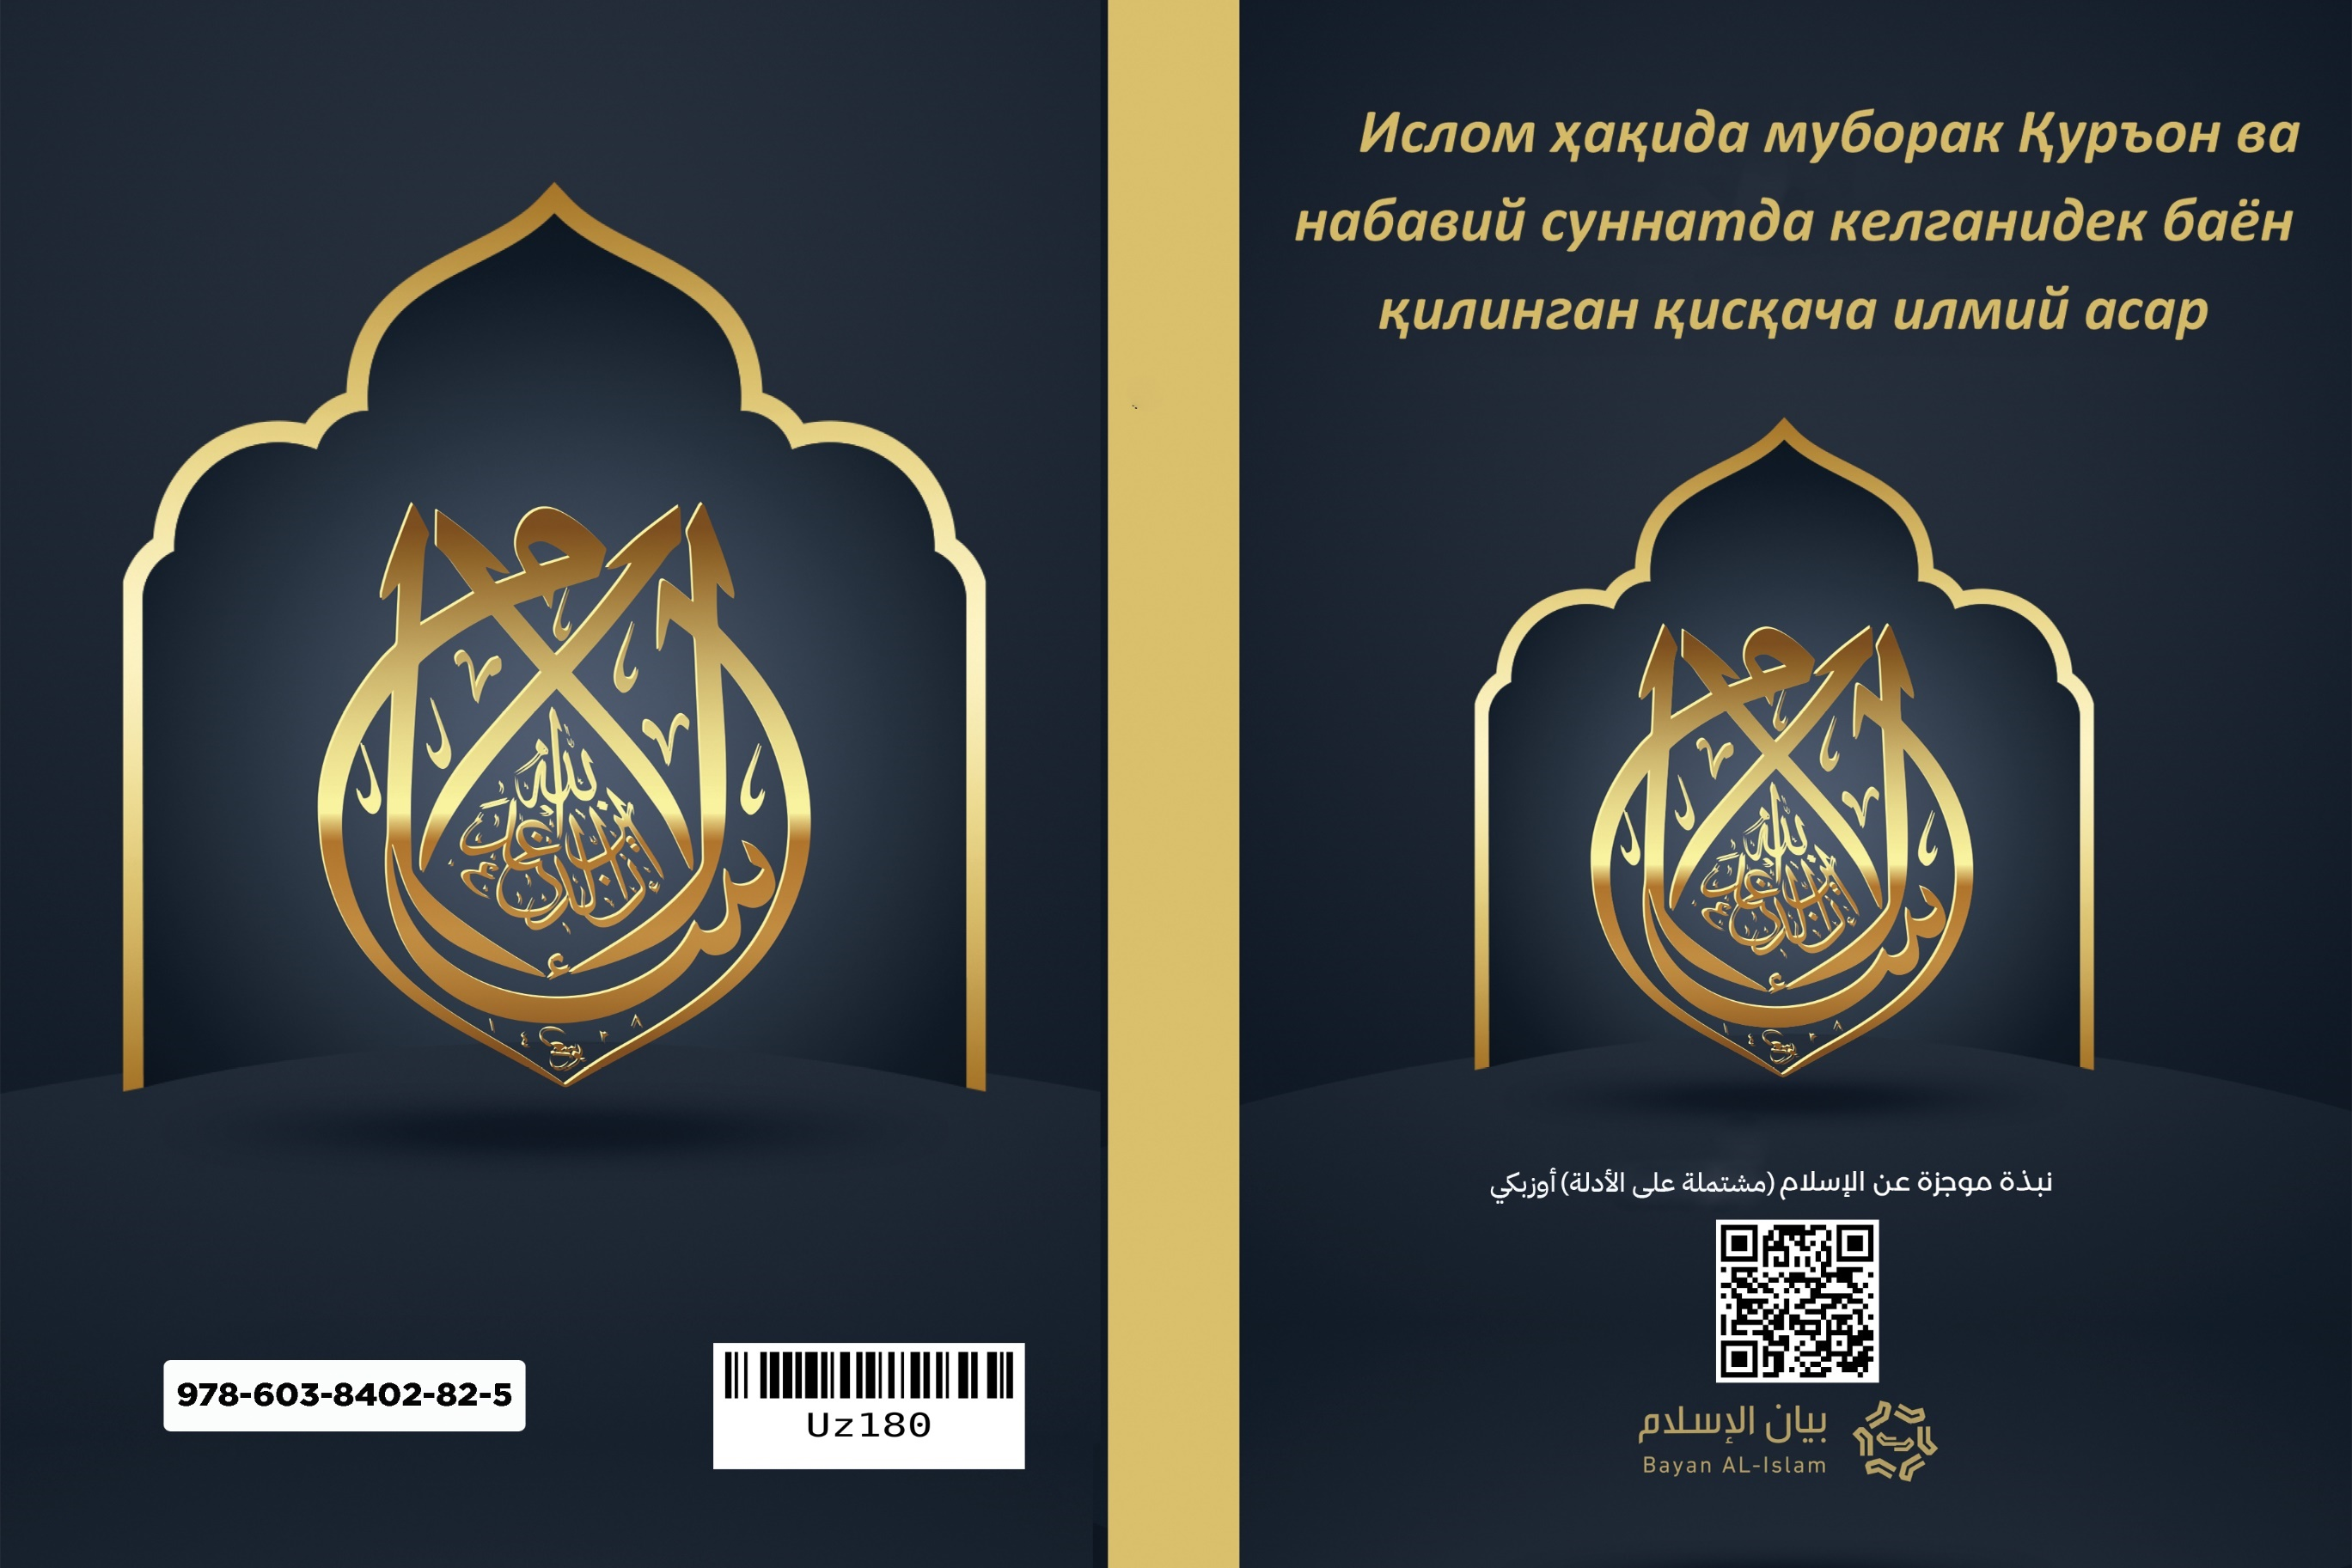 Ислом ҳақида муборак Қуръон ва
набавий суннатда келганидек баён
қилинган қисқача илмий асар
نبذة موجزة عن الإسلام (مشتملة على الأدلة) أوزبكي
بيان الإسلام
Bayan AL-Islam
978-603-8402-82-5
Uz180